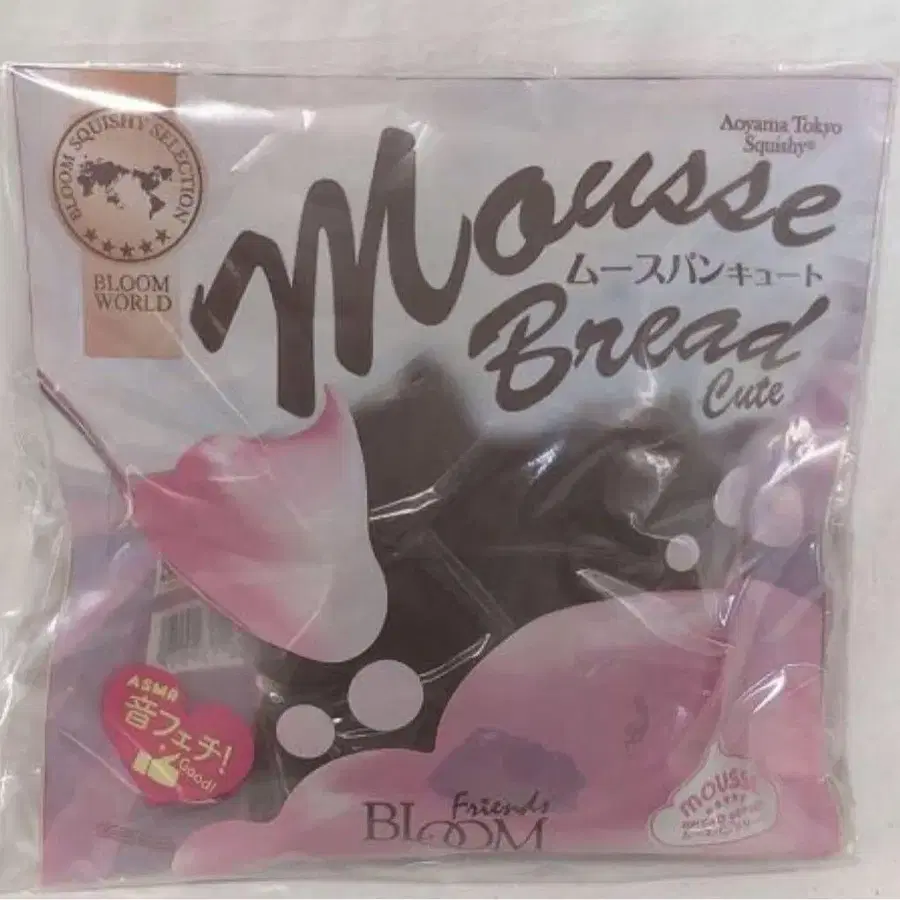 BLOOM SQUISHY SELECTION
BLOOM
WORLD
Aoyama Tokyo
Squishy®
Mousse
ムースパンキュート
Bread
Cute
ASMR
音フェチ!
Good!
Friends
BLOOM
mousse